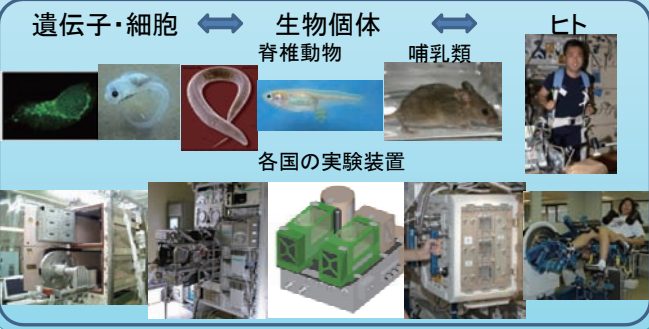 遺伝子・細胞 ⟺ 生物個体 ⟺ ヒト
脊椎動物 哺乳類
各国の実験装置